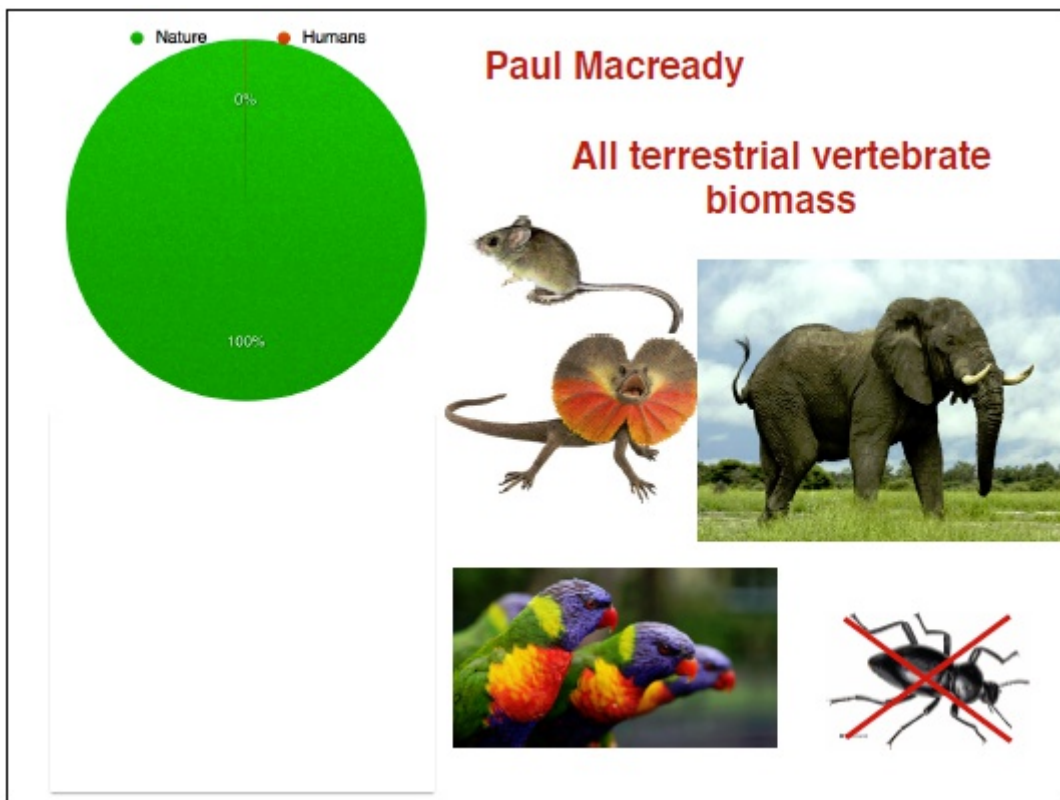 Nature
Humans
Paul Macready
0%
All terrestrial vertebrate
biomass
100%